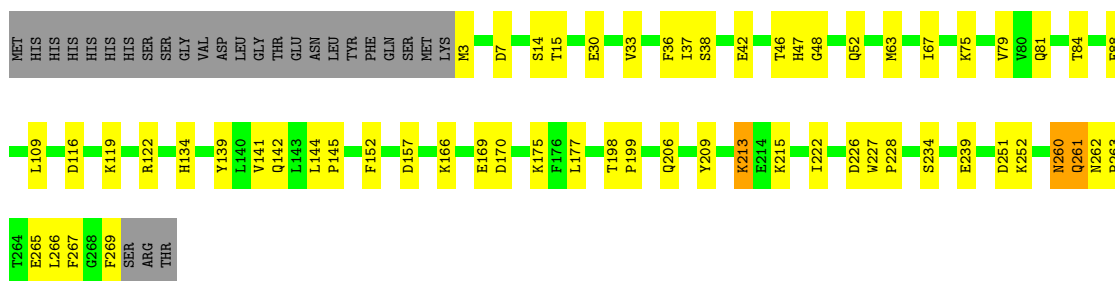 MET HIS HIS HIS HIS HIS HIS SER SER GLY VAL ASP LEU GLY THR GLU ASN LEU TYR PHE GLN SER MET LYS M3 D7 S14 T15 E30 V33 F36 I37 S38 E42 T46 H47 G48 Q52 M63 I67 K75 V79 V80 Q81 T84
L109 D116 K119 R122 H134 Y139 L140 V141 Q142 L143 L144 P145 F152 D157 K166 E169 D170 K175 F176 L177 T198 P199 Q206 Y209 K213 E214 K215 I222 D226 W227 P228 S234 E239 D251 K252 N260 Q261 N262
T264 E265 L266 F267 G268 F269 SER ARG THR